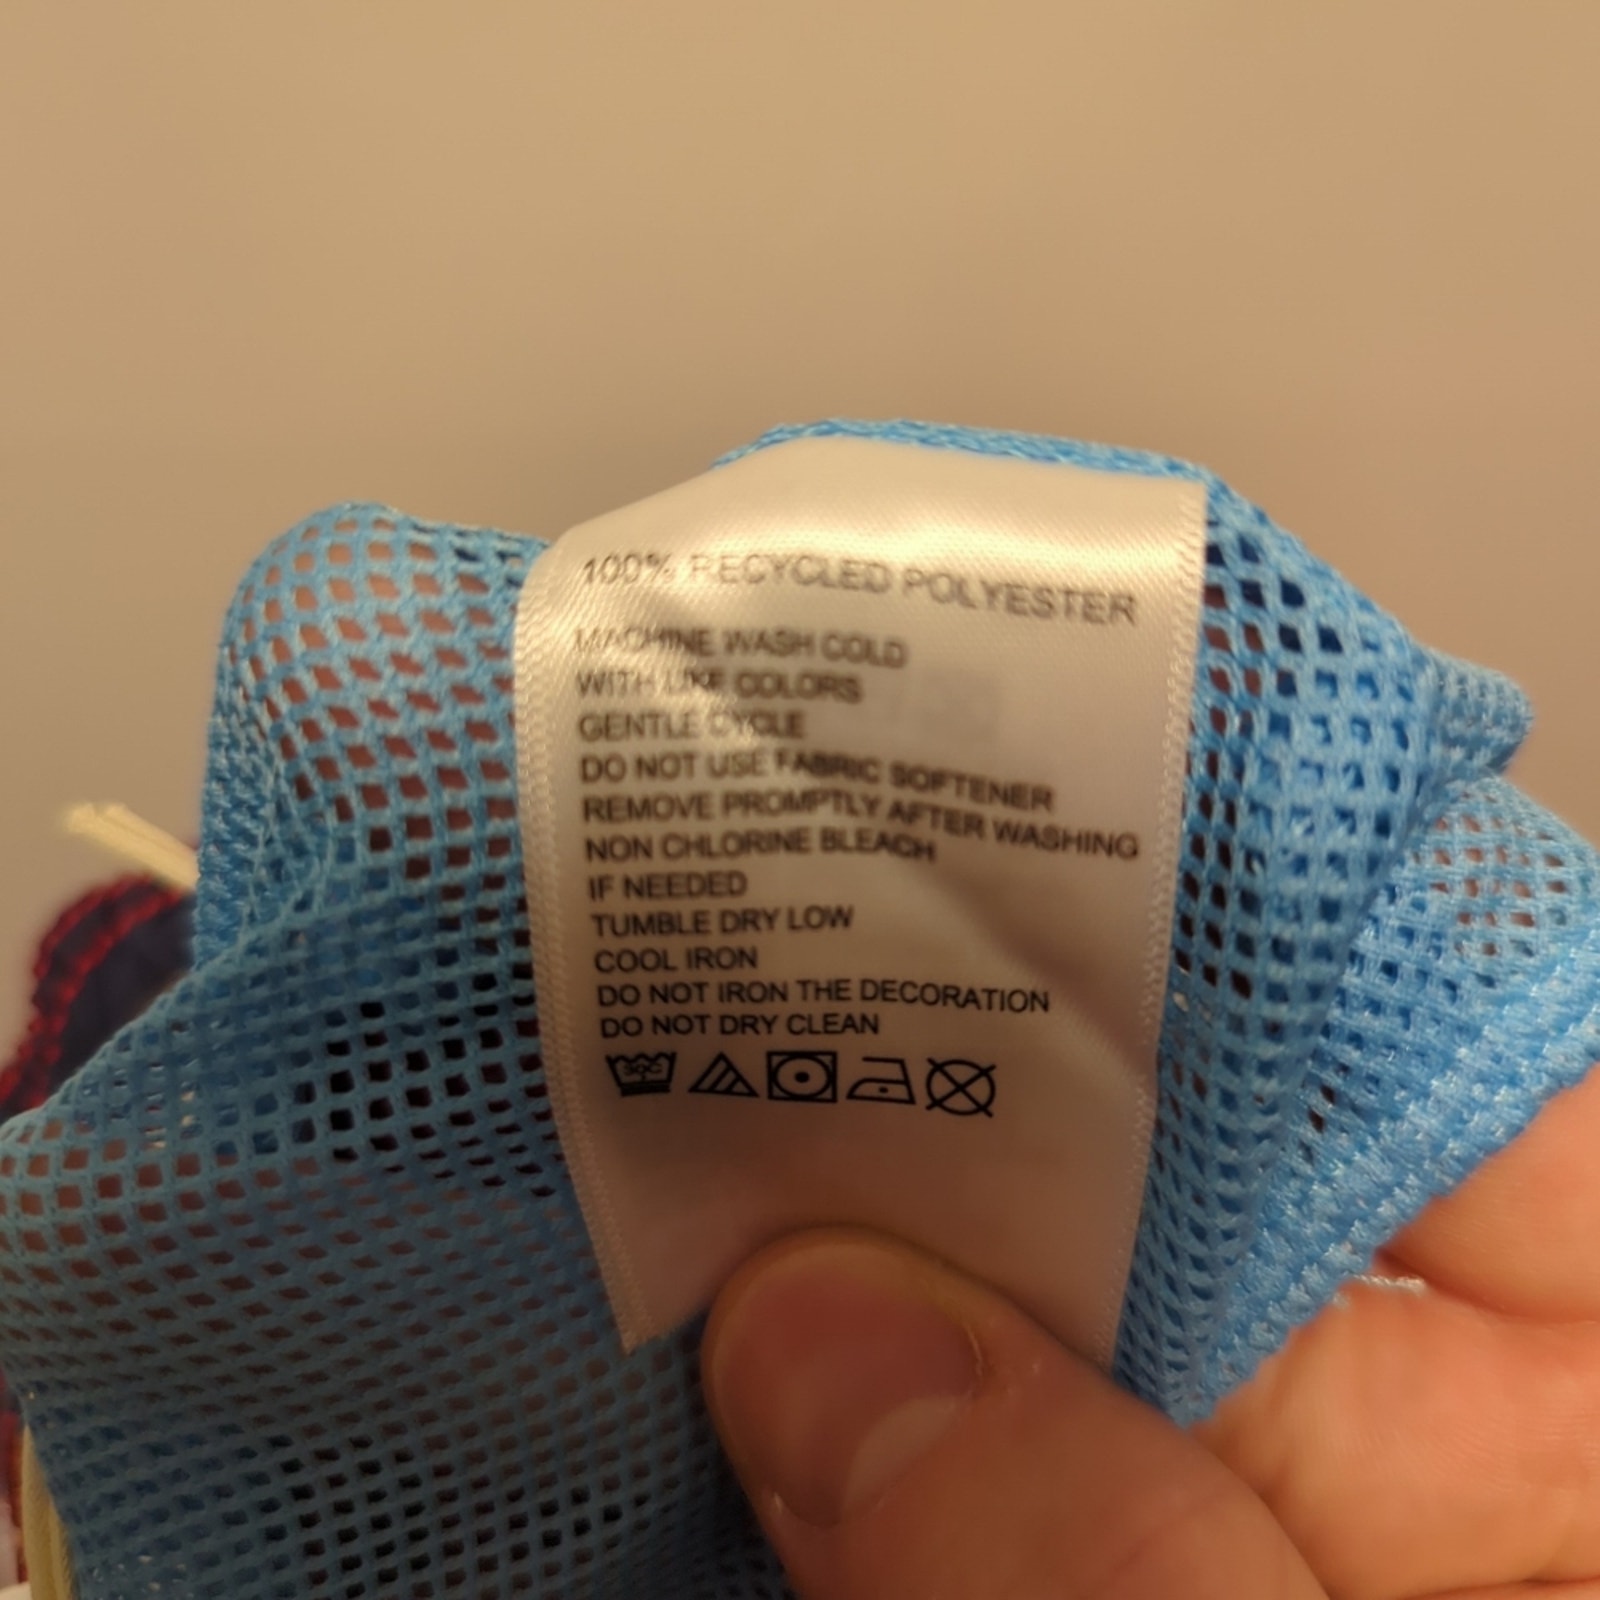 100% RECYCLED POLYESTER
MACHINE WASH COLD
WITH LIKE COLORS
GENTLE CYCLE
DO NOT USE FABRIC SOFTENER
REMOVE PROMPTLY AFTER WASHING
NON CHLORINE BLEACH
IF NEEDED
TUMBLE DRY LOW
COOL IRON
DO NOT IRON THE DECORATION
DO NOT DRY CLEAN
30C